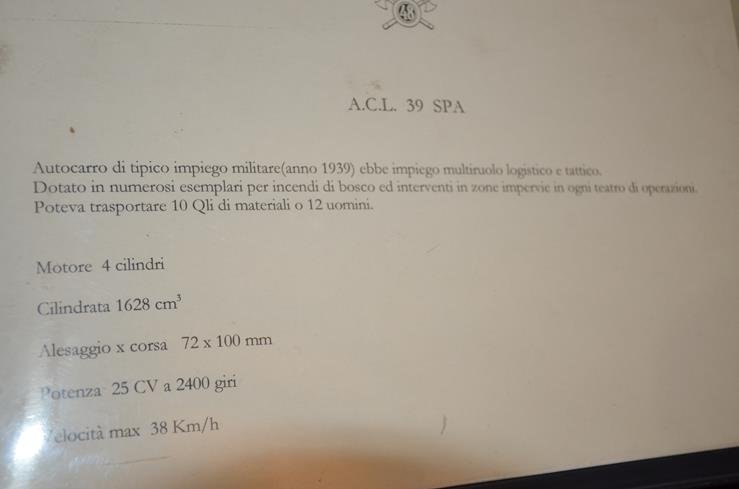 48
A.C.L. 39 SPA
Autocarro di tipico impiego militare(anno 1939) ebbe impiego multiruolo logistico e tattico.
Dotato in numerosi esemplari per incendi di bosco ed interventi in zone impervie in ogni teatro di operazioni.
Poteva trasportare 10 Qli di materiali o 12 uomini.
Motore 4 cilindri
Cilindrata 1628 cm³
Alesaggio x corsa 72 x 100 mm
Potenza 25 CV a 2400 giri
Velocità max 38 Km/h